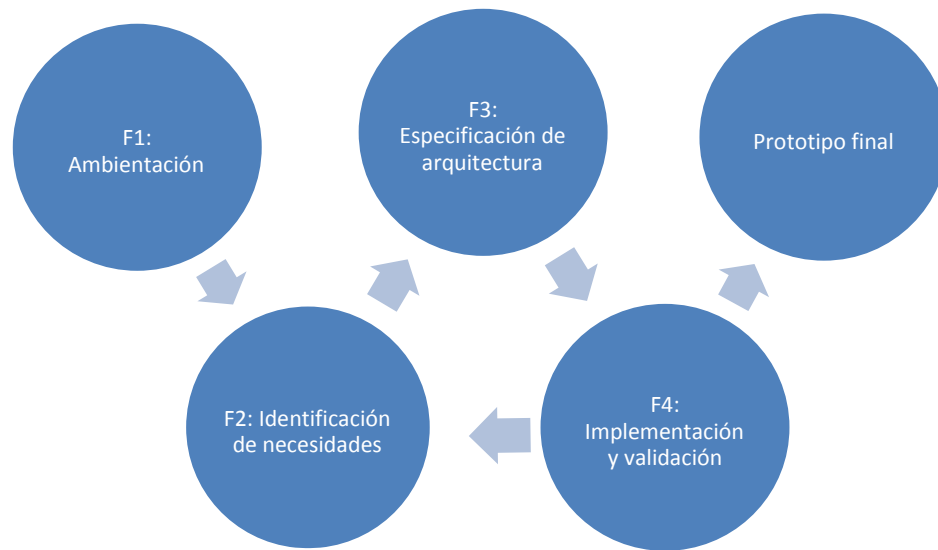 F1:
Ambientación
F2: Identificación
de necesidades
F3:
Especificación de
arquitectura
F4:
Implementación
y validación
Prototipo final